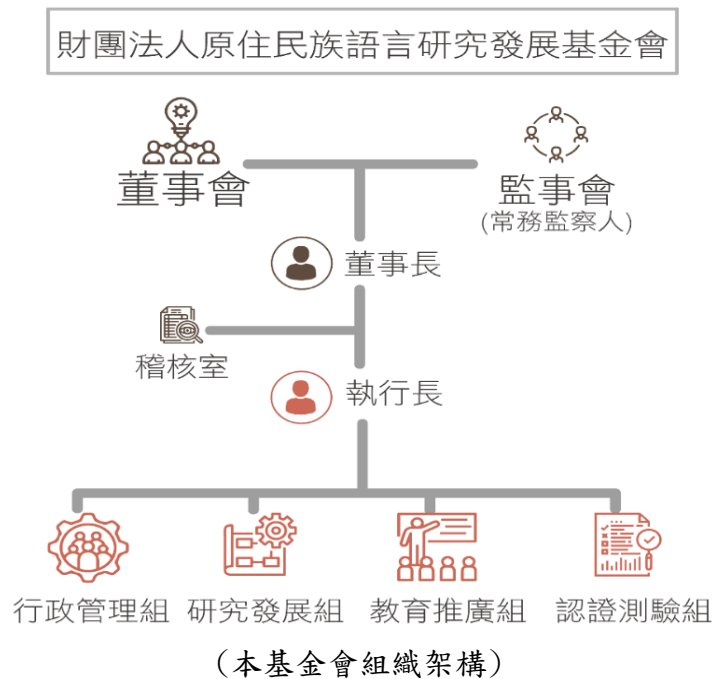 財團法人原住民族語言研究發展基金會
董事會
監事會
(常務監察人)
董事長
稽核室
執行長
行政管理組
研究發展組
教育推廣組
認證測驗組
(本基金會組織架構)